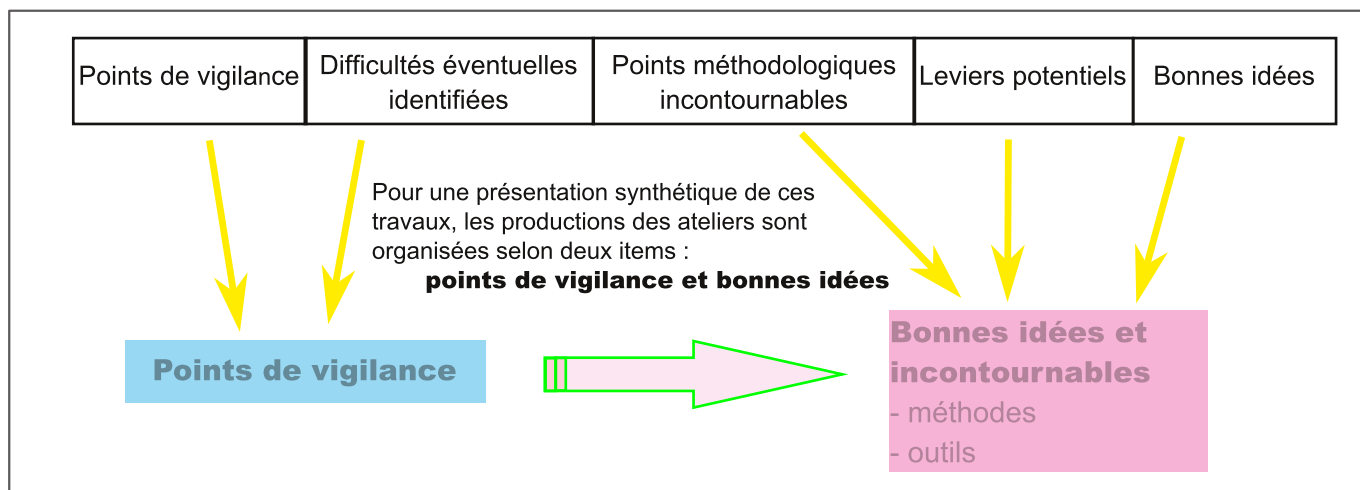 Points de vigilance
Difficultés éventuelles
identifiées
Points méthodologiques
incontournables
Leviers potentiels
Bonnes idées
Pour une présentation synthétique de ces
travaux, les productions des ateliers sont
organisées selon deux items :
points de vigilance et bonnes idées
Points de vigilance
Bonnes idées et
incontournables
- méthodes
- outils